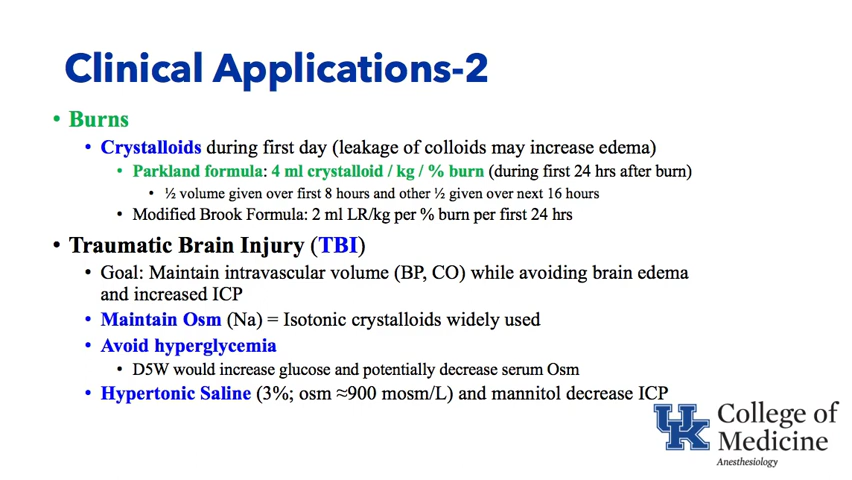 Clinical Applications-2
• Burns
• Crystalloids during first day (leakage of colloids may increase edema)
• Parkland formula: 4 ml crystalloid / kg / % burn (during first 24 hrs after burn)
• ½ volume given over first 8 hours and other ½ given over next 16 hours
• Modified Brook Formula: 2 ml LR/kg per % burn per first 24 hrs
• Traumatic Brain Injury (TBI)
• Goal: Maintain intravascular volume (BP, CO) while avoiding brain edema
and increased ICP
• Maintain Osm (Na) = Isotonic crystalloids widely used
• Avoid hyperglycemia
• D5W would increase glucose and potentially decrease serum Osm
• Hypertonic Saline (3%; osm ≈900 mosm/L) and mannitol decrease ICP
UK
College of
Medicine
Anesthesiology